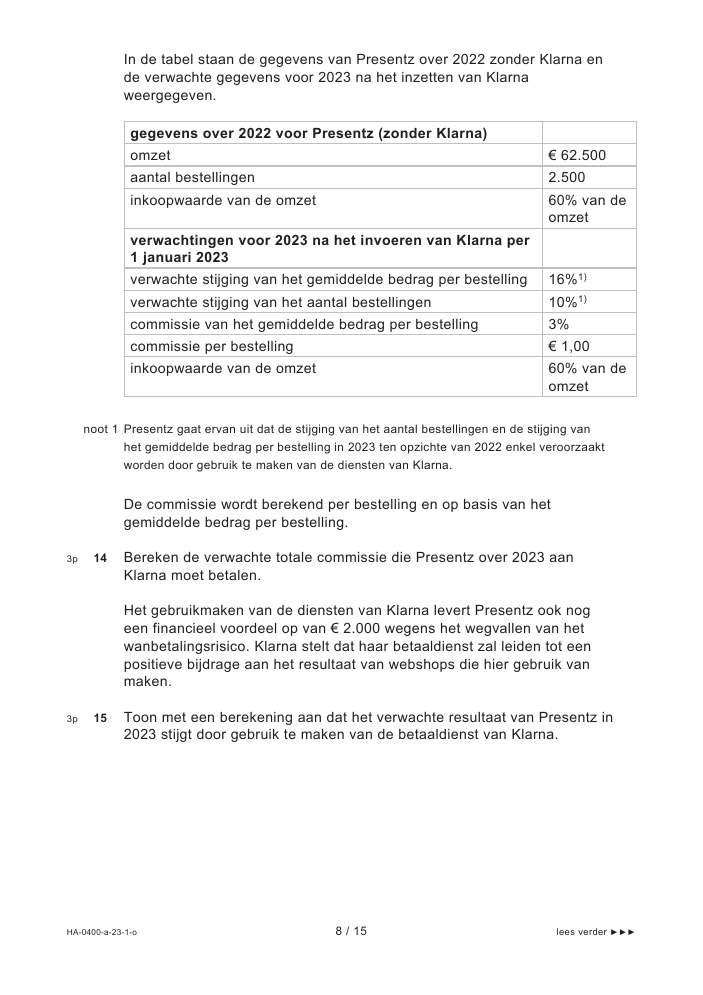 In de tabel staan de gegevens van Presentz over 2022 zonder Klarna en
de verwachte gegevens voor 2023 na het inzetten van Klarna
weergegeven.
gegevens over 2022 voor Presentz (zonder Klarna)
omzet € 62.500
aantal bestellingen 2.500
inkoopwaarde van de omzet 60% van de
omzet
verwachtingen voor 2023 na het invoeren van Klarna per
1 januari 2023
verwachte stijging van het gemiddelde bedrag per bestelling 16%1)
verwachte stijging van het aantal bestellingen 10%1)
commissie van het gemiddelde bedrag per bestelling 3%
commissie per bestelling € 1,00
inkoopwaarde van de omzet 60% van de
omzet
noot 1 Presentz gaat ervan uit dat de stijging van het aantal bestellingen en de stijging van
het gemiddelde bedrag per bestelling in 2023 ten opzichte van 2022 enkel veroorzaakt
worden door gebruik te maken van de diensten van Klarna.
De commissie wordt berekend per bestelling en op basis van het
gemiddelde bedrag per bestelling.
3p 14 Bereken de verwachte totale commissie die Presentz over 2023 aan
Klarna moet betalen.
Het gebruikmaken van de diensten van Klarna levert Presentz ook nog
een financieel voordeel op van € 2.000 wegens het wegvallen van het
wanbetalingsrisico. Klarna stelt dat haar betaaldienst zal leiden tot een
positieve bijdrage aan het resultaat van webshops die hier gebruik van
maken.
3p 15 Toon met een berekening aan dat het verwachte resultaat van Presentz in
2023 stijgt door gebruik te maken van de betaaldienst van Klarna.
HA-0400-a-23-1-o 8 / 15 lees verder ►►►